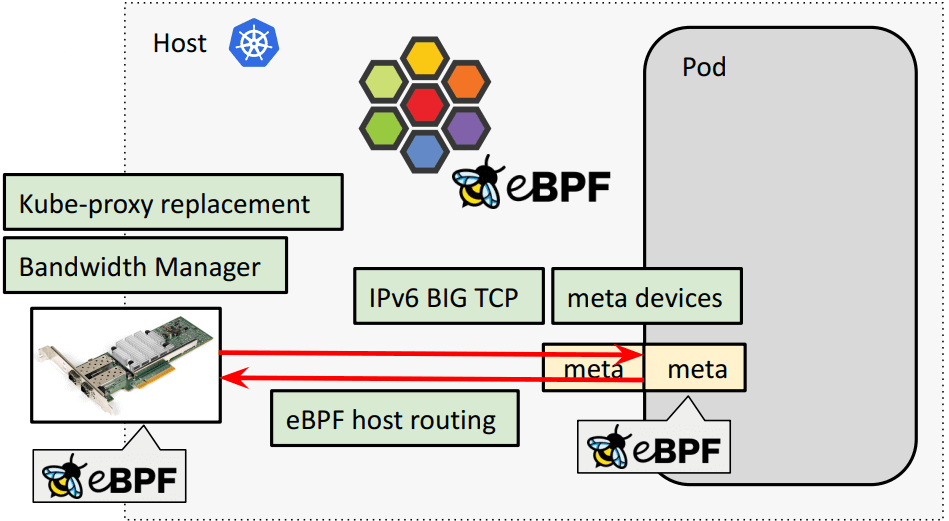 Host
Pod
eBPF
Kube-proxy replacement
Bandwidth Manager
IPv6 BIG TCP
meta devices
meta
meta
eBPF host routing
eBPF
eBPF